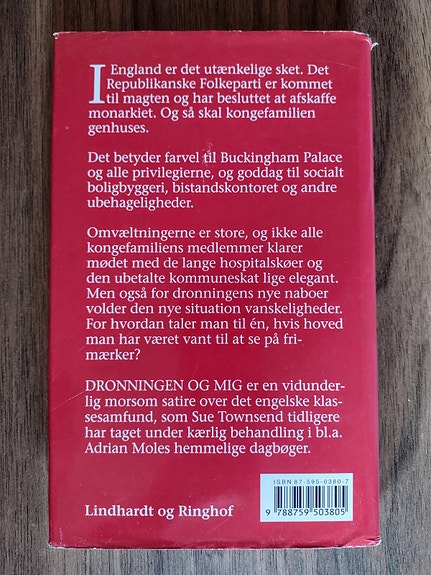 I England er det utænkelige sket. Det
Republikanske Folkeparti er kommet
til magten og har besluttet at afskaffe
monarkiet. Og så skal kongefamilien
genhuses.
Det betyder farvel til Buckingham Palace
og alle privilegierne, og goddag til socialt
boligbyggeri, bistandskontoret og andre
ubehageligheder.
Omvæltningerne er store, og ikke alle
kongefamiliens medlemmer klarer
mødet med de lange hospitalskøer og
den ubetalte kommuneskat lige elegant.
Men også for dronningens nye naboer
volder den nye situation vanskeligheder.
For hvordan taler man til én, hvis hoved
man har været vant til at se på fri-
mærker?
DRONNINGEN OG MIG er en vidunder-
lig morsom satire over det engelske klas-
sesamfund, som Sue Townsend tidligere
har taget under kærlig behandling i bl.a.
Adrian Moles hemmelige dagbøger.
ISBN 87-595-0380-7
9 788759 503805
Lindhardt og Ringhof